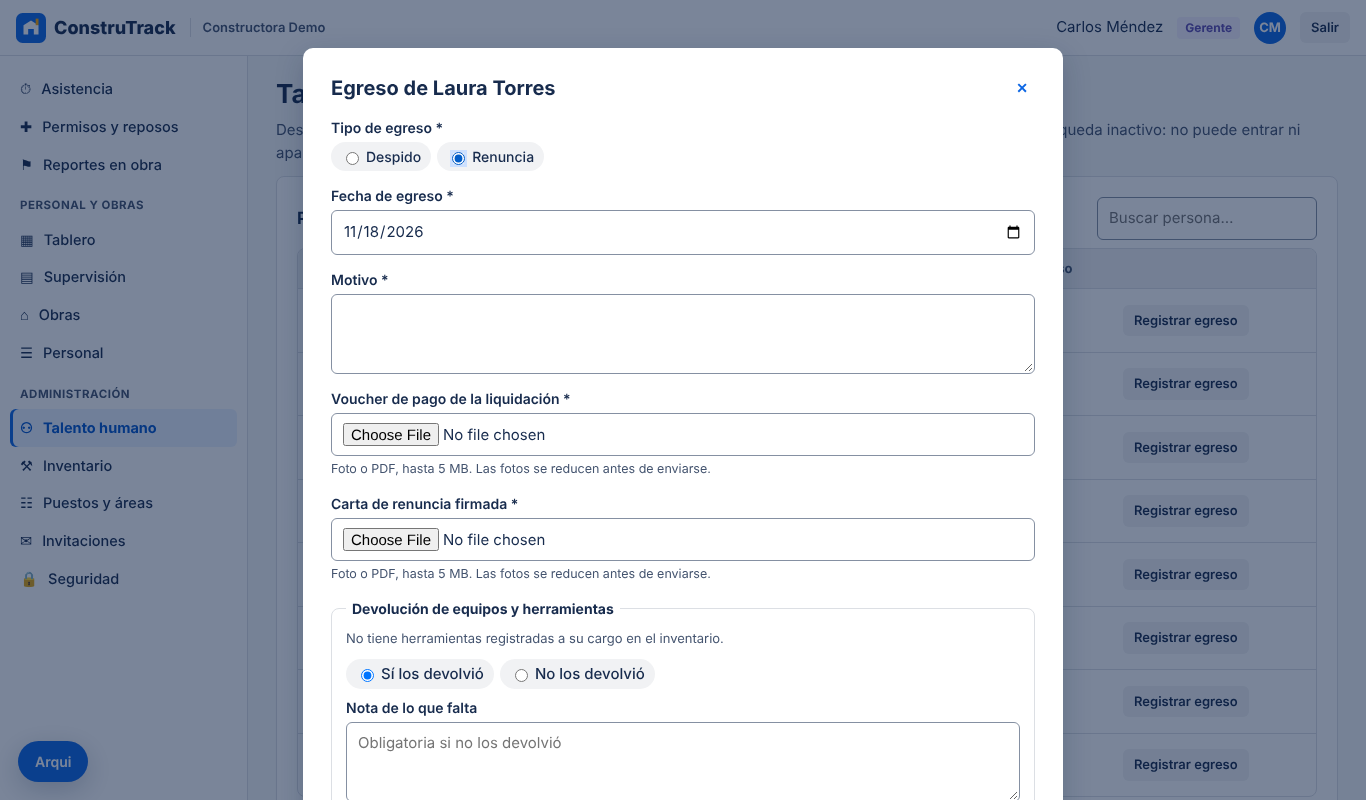 ConstruTrack
Constructora Demo
Carlos Méndez
Gerente
CM
Salir
Asistencia
Permisos y reposos
Reportes en obra
PERSONAL Y OBRAS
Tablero
Supervisión
Obras
Personal
ADMINISTRACIÓN
Talento humano
Inventario
Puestos y áreas
Invitaciones
Seguridad
Arqui
Egreso de Laura Torres
×
Tipo de egreso *
Despido
Renuncia
Fecha de egreso *
11/18/2026
Motivo *
Voucher de pago de la liquidación *
Choose File No file chosen
Foto o PDF, hasta 5 MB. Las fotos se reducen antes de enviarse.
Carta de renuncia firmada *
Choose File No file chosen
Foto o PDF, hasta 5 MB. Las fotos se reducen antes de enviarse.
Devolución de equipos y herramientas
No tiene herramientas registradas a su cargo en el inventario.
Sí los devolvió
No los devolvió
Nota de lo que falta
Obligatoria si no los devolvió
queda inactivo: no puede entrar ni
Buscar persona...
Registrar egreso
Registrar egreso
Registrar egreso
Registrar egreso
Registrar egreso
Registrar egreso
Registrar egreso
Registrar egreso